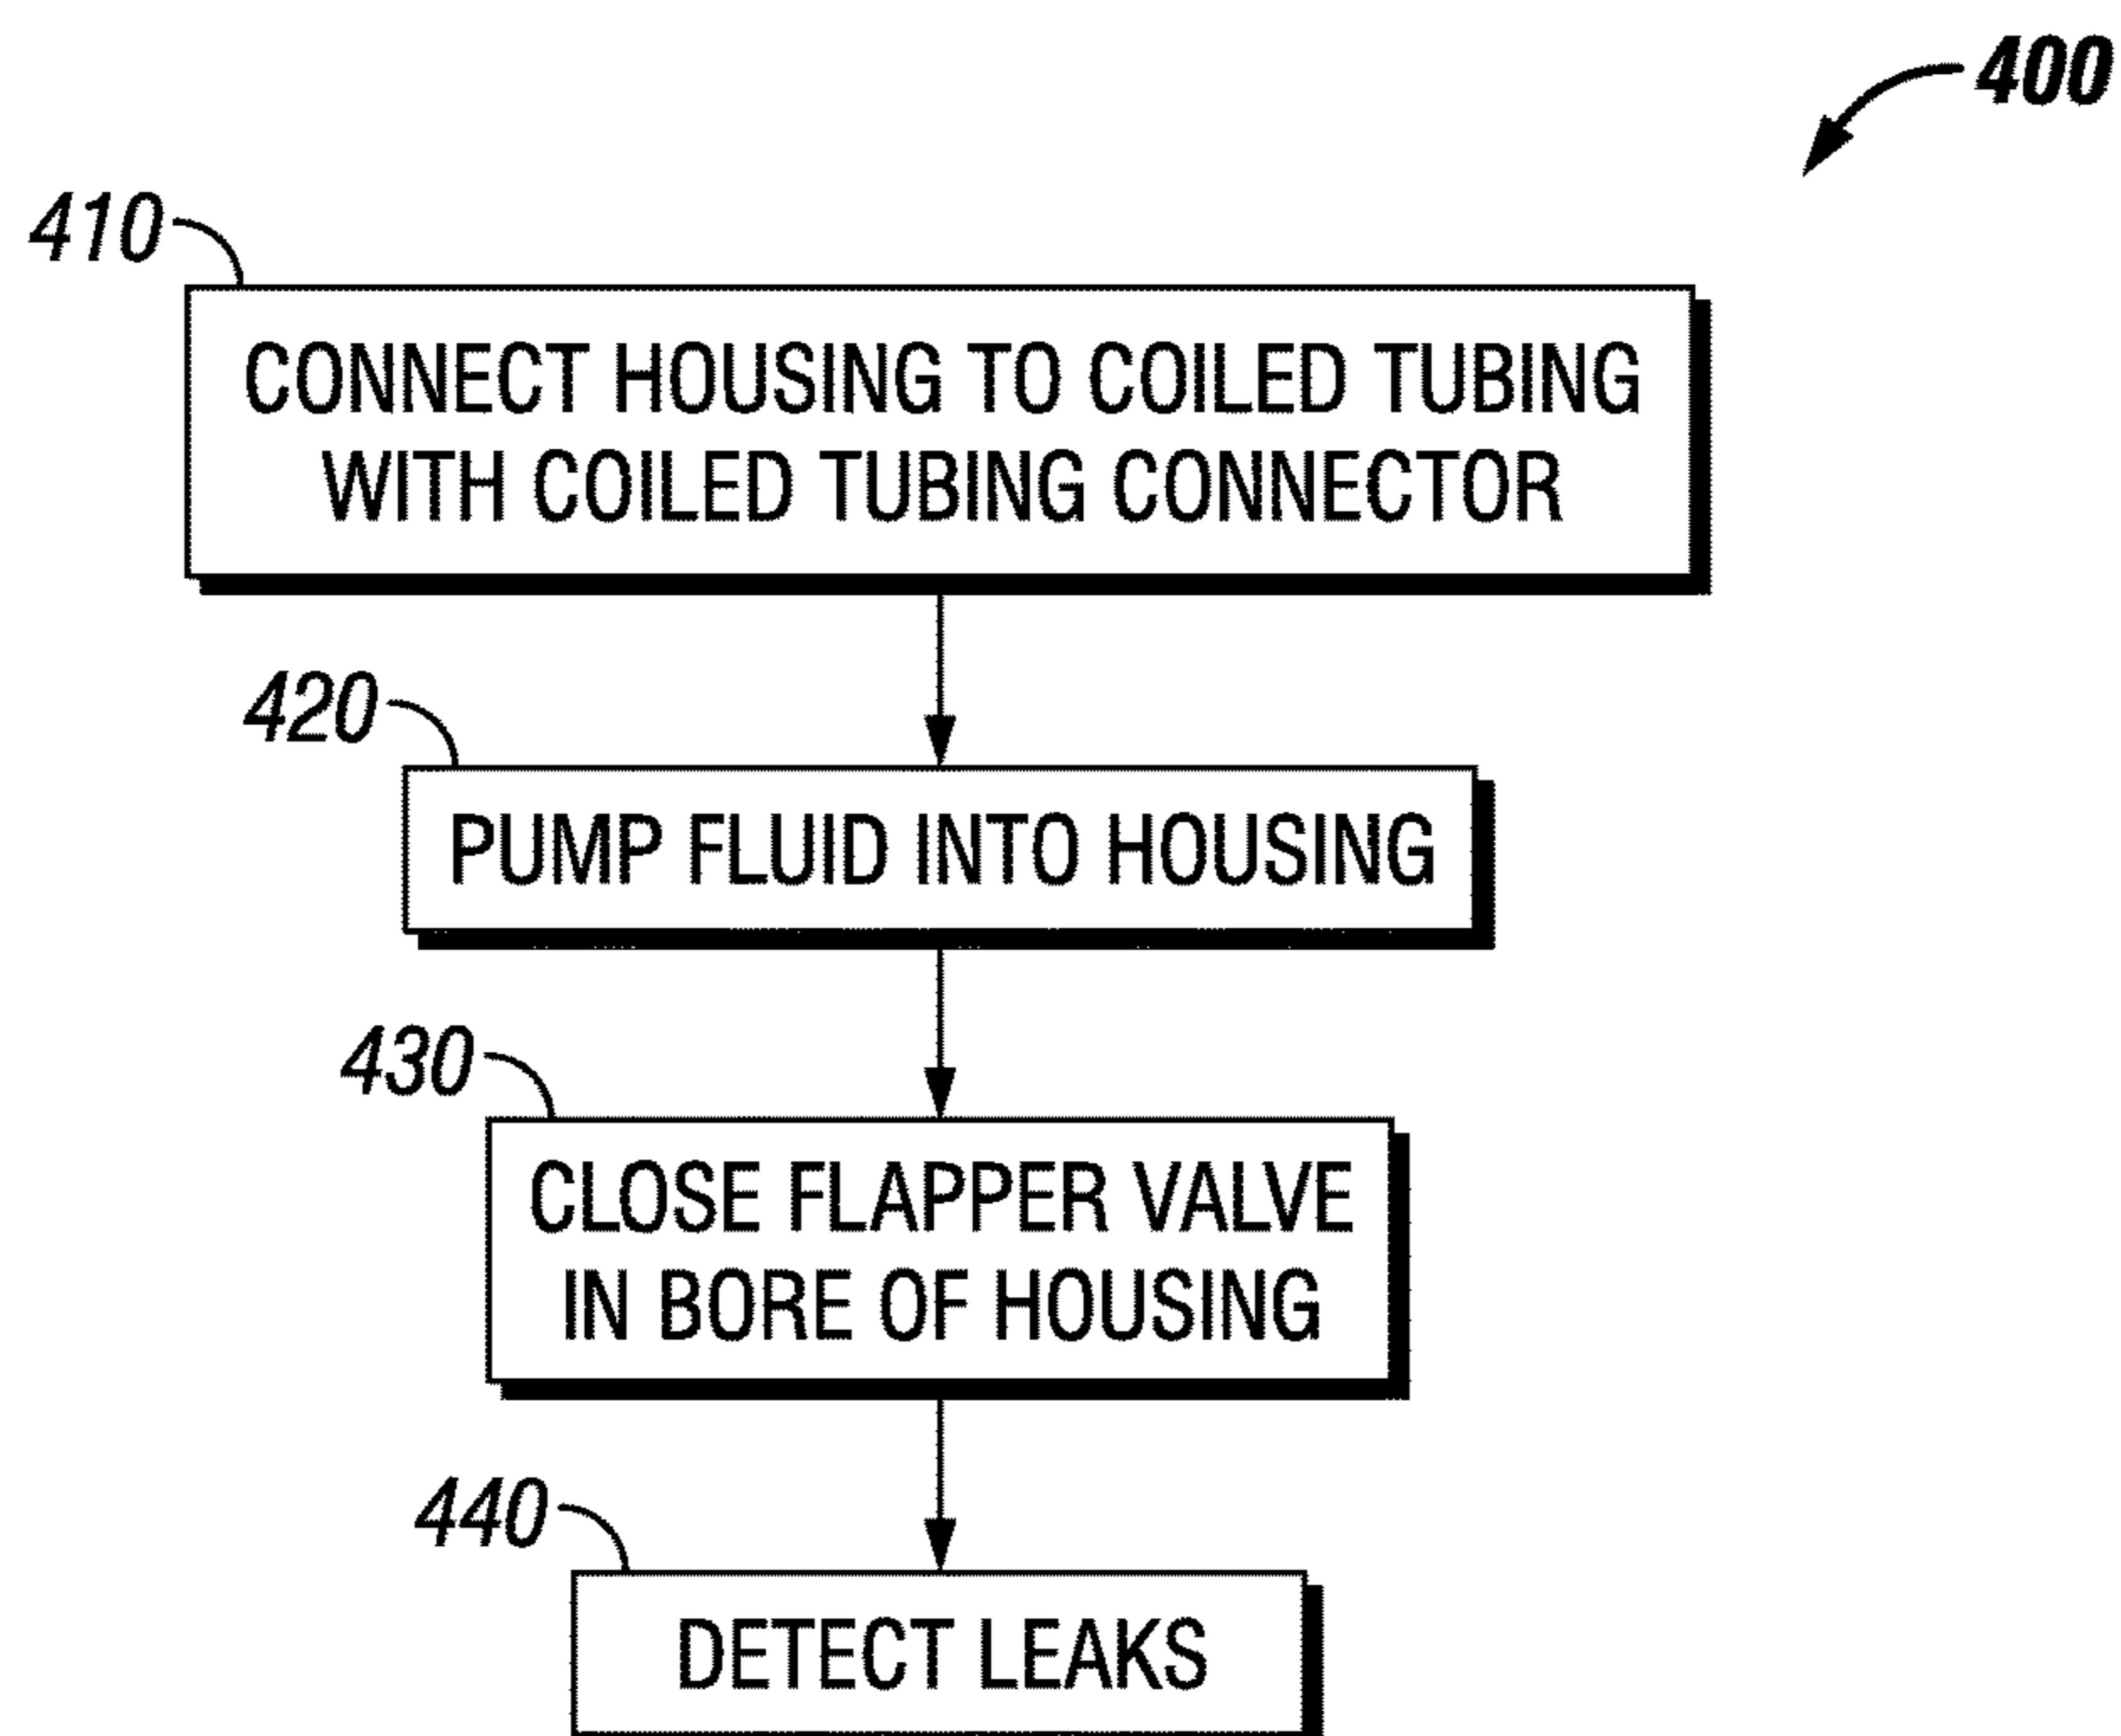 400
410
CONNECT HOUSING TO COILED TUBING
WITH COILED TUBING CONNECTOR
420
PUMP FLUID INTO HOUSING
430
CLOSE FLAPPER VALVE
IN BORE OF HOUSING
440
DETECT LEAKS